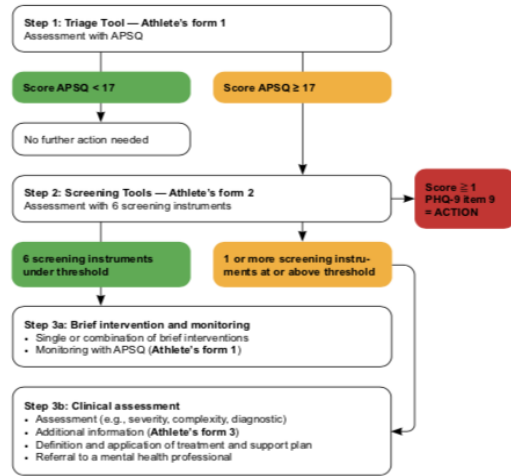 Step 1: Triage Tool — Athlete's form 1
Assessment with APSQ
Score APSQ < 17
Score APSQ ≥ 17
No further action needed
Step 2: Screening Tools — Athlete's form 2
Assessment with 6 screening instruments
Score ≧ 1
PHQ-9 item 9
= ACTION
6 screening instruments
under threshold
1 or more screening instru-
ments at or above threshold
Step 3a: Brief intervention and monitoring
• Single or combination of brief interventions
• Monitoring with APSQ (Athlete's form 1)
Step 3b: Clinical assessment
• Assessment (e.g., severity, complexity, diagnostic)
• Additional information (Athlete's form 3)
• Definition and application of treatment and support plan
• Referral to a mental health professional